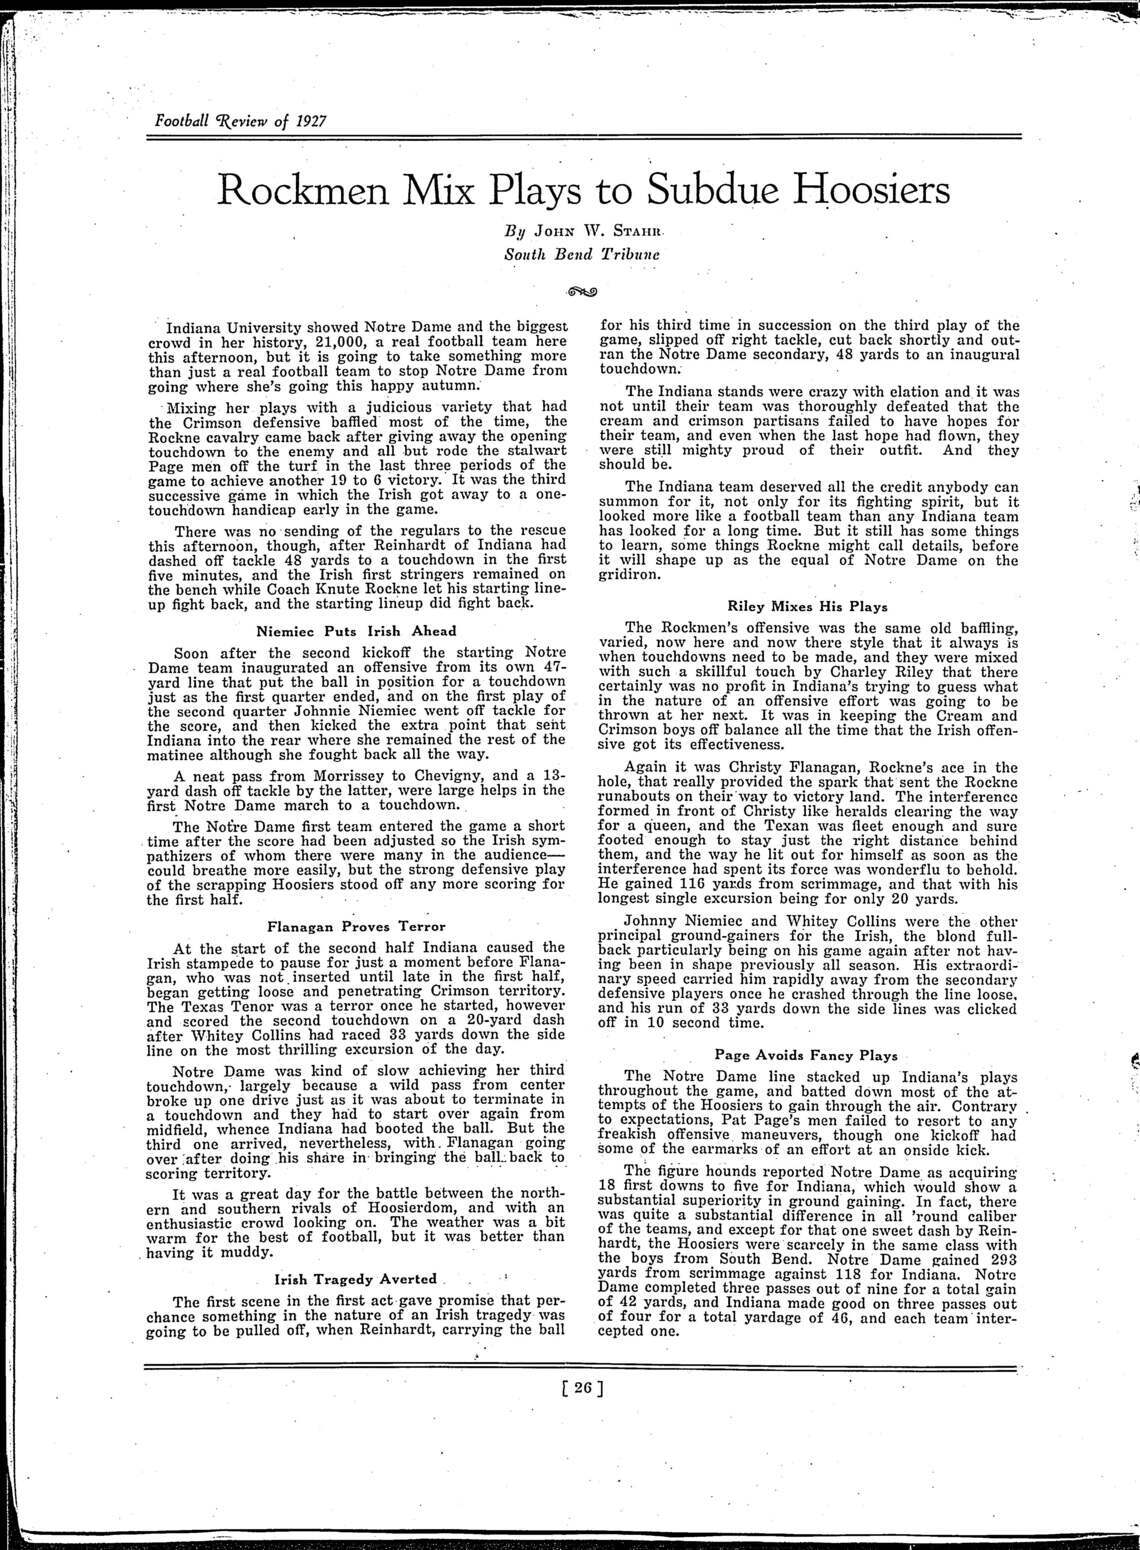 Football Review of 1927
Rockmen Mix Plays to Subdue Hoosiers
By JOHN W. STAHR
South Bend Tribune
Indiana University showed Notre Dame and the biggest
crowd in her history, 21,000, a real football team here
this afternoon, but it is going to take something more
than just a real football team to stop Notre Dame from
going where she's going this happy autumn.
Mixing her plays with a judicious variety that had
the Crimson defensive baffled most of the time, the
Rockne cavalry came back after giving away the opening
touchdown to the enemy and all but rode the stalwart
Page men off the turf in the last three periods of the
game to achieve another 19 to 6 victory. It was the third
successive game in which the Irish got away to a one-
touchdown handicap early in the game.
There was no sending of the regulars to the rescue
this afternoon, though, after Reinhardt of Indiana had
dashed off tackle 48 yards to a touchdown in the first
five minutes, and the Irish first stringers remained on
the bench while Coach Knute Rockne let his starting line-
up fight back, and the starting lineup did fight back.
Niemiec Puts Irish Ahead
Soon after the second kickoff the starting Notre
Dame team inaugurated an offensive from its own 47-
yard line that put the ball in position for a touchdown
just as the first quarter ended, and on the first play of
the second quarter Johnnie Niemiec went off tackle for
the score, and then kicked the extra point that sent
Indiana into the rear where she remained the rest of the
matinee although she fought back all the way.
A neat pass from Morrissey to Chevigny, and a 13-
yard dash off tackle by the latter, were large helps in the
first Notre Dame march to a touchdown.
The Notre Dame first team entered the game a short
time after the score had been adjusted so the Irish sym-
pathizers of whom there were many in the audience—
could breathe more easily, but the strong defensive play
of the scrapping Hoosiers stood off any more scoring for
the first half.
Flanagan Proves Terror
At the start of the second half Indiana caused the
Irish stampede to pause for just a moment before Flana-
gan, who was not inserted until late in the first half,
began getting loose and penetrating Crimson territory.
The Texas Tenor was a terror once he started, however
and scored the second touchdown on a 20-yard dash
after Whitey Collins had raced 33 yards down the side
line on the most thrilling excursion of the day.
Notre Dame was kind of slow achieving her third
touchdown, largely because a wild pass from center
broke up one drive just as it was about to terminate in
a touchdown and they had to start over again from
midfield, whence Indiana had booted the ball. But the
third one arrived, nevertheless, with Flanagan going
over after doing his share in bringing the ball back to
scoring territory.
It was a great day for the battle between the north-
ern and southern rivals of Hoosierdom, and with an
enthusiastic crowd looking on. The weather was a bit
warm for the best of football, but it was better than
having it muddy.
Irish Tragedy Averted
The first scene in the first act gave promise that per-
chance something in the nature of an Irish tragedy was
going to be pulled off, when Reinhardt, carrying the ball
for his third time in succession on the third play of the
game, slipped off right tackle, cut back shortly and out-
ran the Notre Dame secondary, 48 yards to an inaugural
touchdown.
The Indiana stands were crazy with elation and it was
not until their team was thoroughly defeated that the
cream and crimson partisans failed to have hopes for
their team, and even when the last hope had flown, they
were still mighty proud of their outfit. And they
should be.
The Indiana team deserved all the credit anybody can
summon for it, not only for its fighting spirit, but it
looked more like a football team than any Indiana team
has looked for a long time. But it still has some things
to learn, some things Rockne might call details, before
it will shape up as the equal of Notre Dame on the
gridiron.
Riley Mixes His Plays
The Rockmen's offensive was the same old baffling,
varied, now here and now there style that it always is
when touchdowns need to be made, and they were mixed
with such a skillful touch by Charley Riley that there
certainly was no profit in Indiana's trying to guess what
in the nature of an offensive effort was going to be
thrown at her next. It was in keeping the Cream and
Crimson boys off balance all the time that the Irish offen-
sive got its effectiveness.
Again it was Christy Flanagan, Rockne's ace in the
hole, that really provided the spark that sent the Rockne
runabouts on their way to victory land. The interference
formed in front of Christy like heralds clearing the way
for a queen, and the Texan was fleet enough and sure
footed enough to stay just the right distance behind
them, and the way he lit out for himself as soon as the
interference had spent its force was wonderflu to behold.
He gained 116 yards from scrimmage, and that with his
longest single excursion being for only 20 yards.
Johnny Niemiec and Whitey Collins were the other
principal ground-gainers for the Irish, the blond full-
back particularly being on his game again after not hav-
ing been in shape previously all season. His extraordi-
nary speed carried him rapidly away from the secondary
defensive players once he crashed through the line loose,
and his run of 33 yards down the side lines was clicked
off in 10 second time.
Page Avoids Fancy Plays
The Notre Dame line stacked up Indiana's plays
throughout the game, and batted down most of the at-
tempts of the Hoosiers to gain through the air. Contrary
to expectations, Pat Page's men failed to resort to any
freakish offensive maneuvers, though one kickoff had
some of the earmarks of an effort at an onside kick.
The figure hounds reported Notre Dame as acquiring
18 first downs to five for Indiana, which would show a
substantial superiority in ground gaining. In fact, there
was quite a substantial difference in all 'round caliber
of the teams, and except for that one sweet dash by Rein-
hardt, the Hoosiers were scarcely in the same class with
the boys from South Bend. Notre Dame gained 293
yards from scrimmage against 118 for Indiana. Notre
Dame completed three passes out of nine for a total gain
of 42 yards, and Indiana made good on three passes out
of four for a total yardage of 46, and each team inter-
cepted one.
[ 26 ]